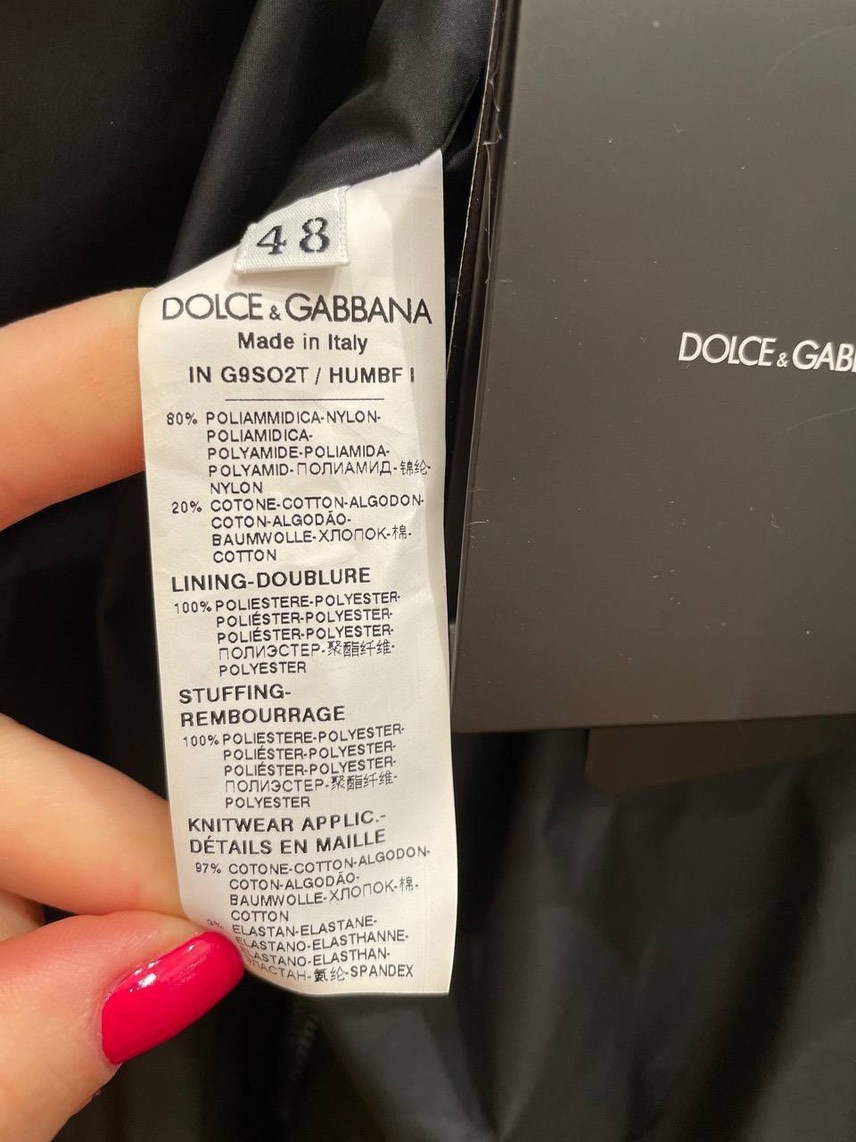 48
DOLCE & GABBANA
Made in Italy
IN G9SO2T / HUMBF I
80% POLIAMMIDICA-NYLON-
POLIAMIDICA-
POLYAMIDE-POLIAMIDA-
POLYAMID-ПОЛИАМИД-锦纶-
NYLON
20% COTONE-COTTON-ALGODON-
COTON-ALGODÃO-
BAUMWOLLE-ХЛОПОК-棉-
COTTON
LINING-DOUBLURE
100% POLIESTERE-POLYESTER-
POLIÉSTER-POLYESTER-
POLIÉSTER-POLYESTER-
ПОЛИЭСТЕР-聚酯纤维-
POLYESTER
STUFFING-
REMBOURRAGE
100% POLIESTERE-POLYESTER-
POLIÉSTER-POLYESTER-
POLIÉSTER-POLYESTER-
ПОЛИЭСТЕР-聚酯纤维-
POLYESTER
KNITWEAR APPLIC.-
DÉTAILS EN MAILLE
97% COTONE-COTTON-ALGODON-
COTON-ALGODÃO-
BAUMWOLLE-ХЛОПОК-棉-
COTTON
3% ELASTAN-ELASTANE-
ELASTANO-ELASTHANNE-
ELASTANO-ELASTHAN-
ЭЛАСТАН-氨纶-SPANDEX
DOLCE & GAB